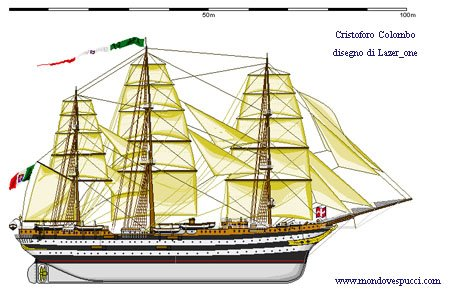 50m 100m
Cristoforo Colombo
disegno di Lazer_one
www.mondovespucci.com